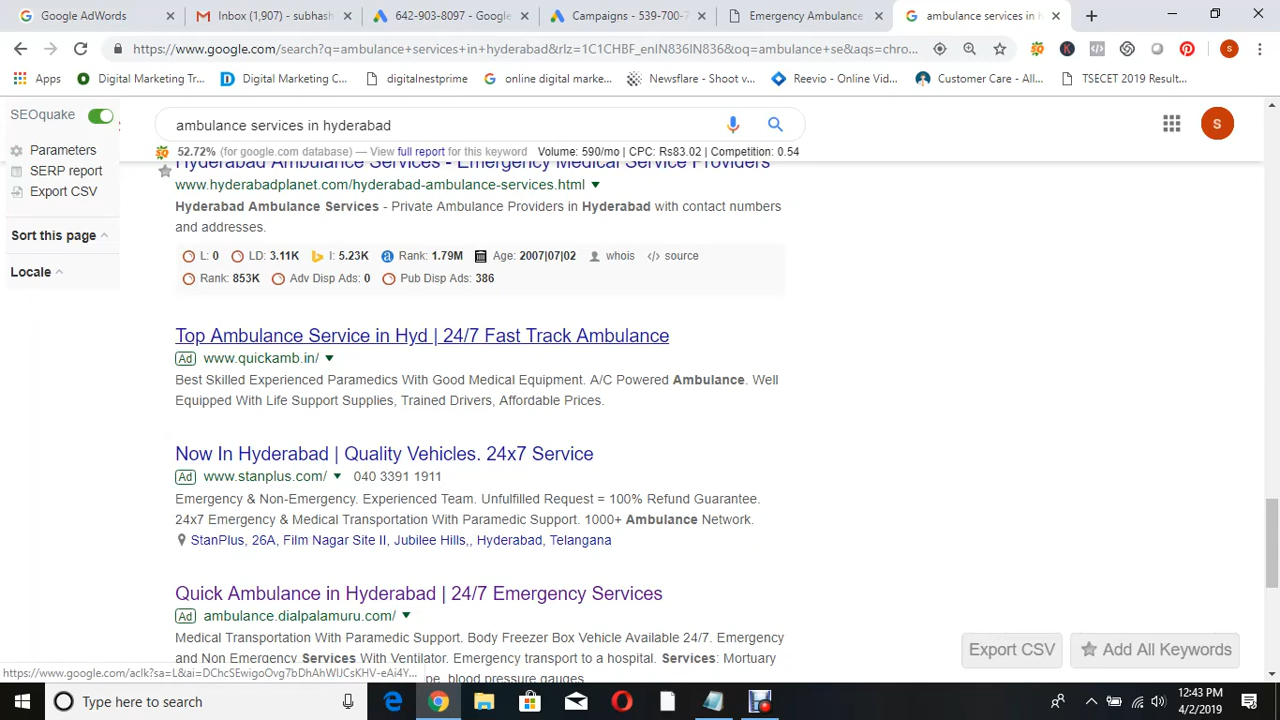 Google AdWords
Inbox (1,907) - subhash
642-903-8097 - Google
Campaigns - 539-700-7
Emergency Ambulance
ambulance services in h
https://www.google.com/search?q=ambulance+services+in+hyderabad&rlz=1C1CHBF_enIN836IN836&oq=ambulance+se&aqs=chro...
Apps
Digital Marketing Tr...
Digital Marketing C...
digitalnestprime
online digital marke...
Newsflare - Shoot v...
Reevio - Online Vid...
Customer Care - Al...
TSECET 2019 Result...
SEOquake
Parameters
SERP report
Export CSV
Sort this page
Locale
ambulance services in hyderabad
S
52.72% (for google.com database) — View full report for this keyword Volume: 590/mo | CPC: Rs83.02 | Competition: 0.54
Hyderabad Ambulance Services - Emergency Medical Service Providers
www.hyderabadplanet.com/hyderabad-ambulance-services.html
Hyderabad Ambulance Services - Private Ambulance Providers in Hyderabad with contact numbers
and addresses.
L: 0 LD: 3.11K I: 5.23K Rank: 1.79M Age: 2007|07|02 whois </> source
Rank: 853K Adv Disp Ads: 0 Pub Disp Ads: 386
Top Ambulance Service in Hyd | 24/7 Fast Track Ambulance
Ad www.quickamb.in/
Best Skilled Experienced Paramedics With Good Medical Equipment. A/C Powered Ambulance. Well
Equipped With Life Support Supplies, Trained Drivers, Affordable Prices.
Now In Hyderabad | Quality Vehicles. 24x7 Service
Ad www.stanplus.com/ 040 3391 1911
Emergency & Non-Emergency. Experienced Team. Unfulfilled Request = 100% Refund Guarantee.
24x7 Emergency & Medical Transportation With Paramedic Support. 1000+ Ambulance Network.
StanPlus, 26A, Film Nagar Site II, Jubilee Hills,, Hyderabad, Telangana
Quick Ambulance in Hyderabad | 24/7 Emergency Services
Ad ambulance.dialpalamuru.com/
Medical Transportation With Paramedic Support. Body Freezer Box Vehicle Available 24/7. Emergency
and Non Emergency Services With Ventilator. Emergency transport to a hospital. Services: Mortuary
pe, blood pressure gauges
Export CSV
Add All Keywords
https://www.google.com/aclk?sa=L&ai=DChcSEwigoOvg7bDhAhWIJCsKHV-eAi4Y...
Type here to search
12:43 PM
4/2/2019